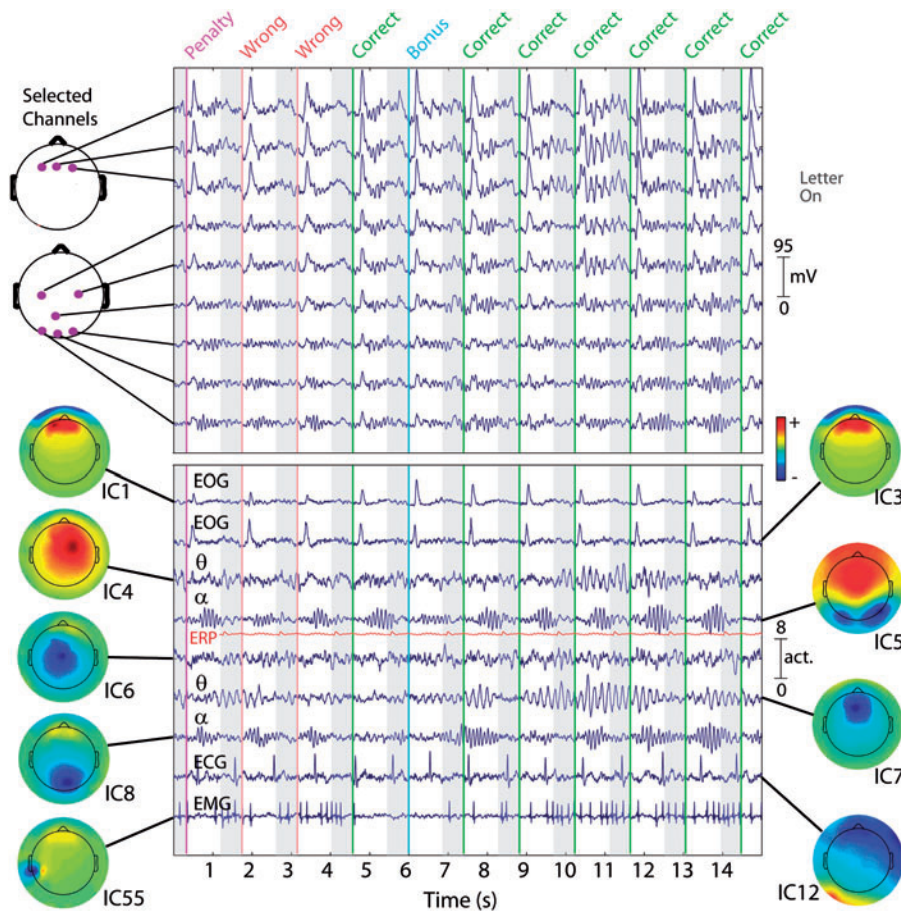 Penalty Wrong Wrong Correct Bonus Correct Correct Correct Correct Correct Correct
Selected
Channels
Letter
On
95
mV
0
+
-
IC1
EOG
IC3
EOG
IC4
θ
α
IC5
ERP
8
act.
0
IC6
θ
IC7
α
IC8
ECG
EMG
IC55
IC12
1 2 3 4 5 6 7 8 9 10 11 12 13 14
Time (s)